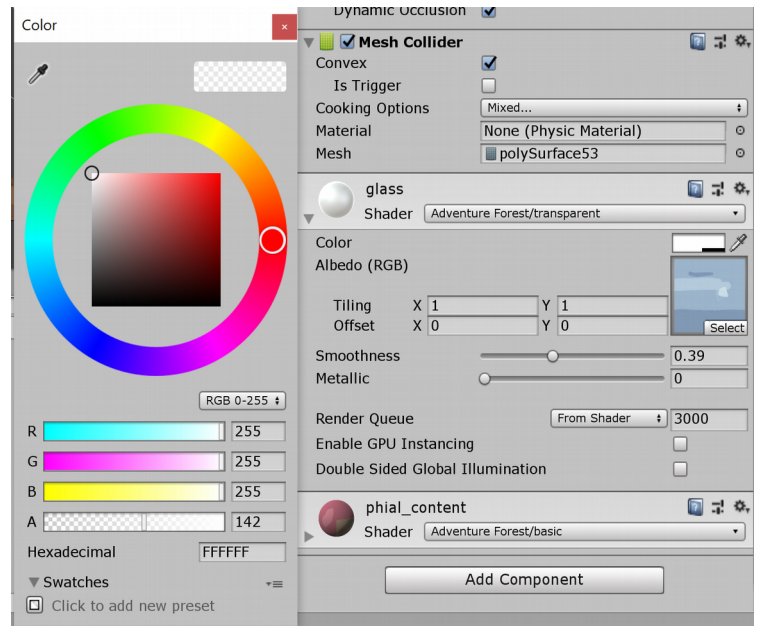 Color
×
RGB 0-255
R 255
G 255
B 255
A 142
Hexadecimal FFFFFF
Swatches
Click to add new preset
Dynamic Occlusion
Mesh Collider
Convex
Is Trigger
Cooking Options Mixed...
Material None (Physic Material)
Mesh polySurface53
glass
Shader Adventure Forest/transparent
Color
Albedo (RGB)
Tiling X 1 Y 1
Offset X 0 Y 0
Select
Smoothness 0.39
Metallic 0
Render Queue From Shader 3000
Enable GPU Instancing
Double Sided Global Illumination
phial_content
Shader Adventure Forest/basic
Add Component